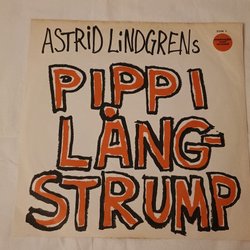 ASTRID LINDGRENs
PIPPI
LÅNG-
STRUMP